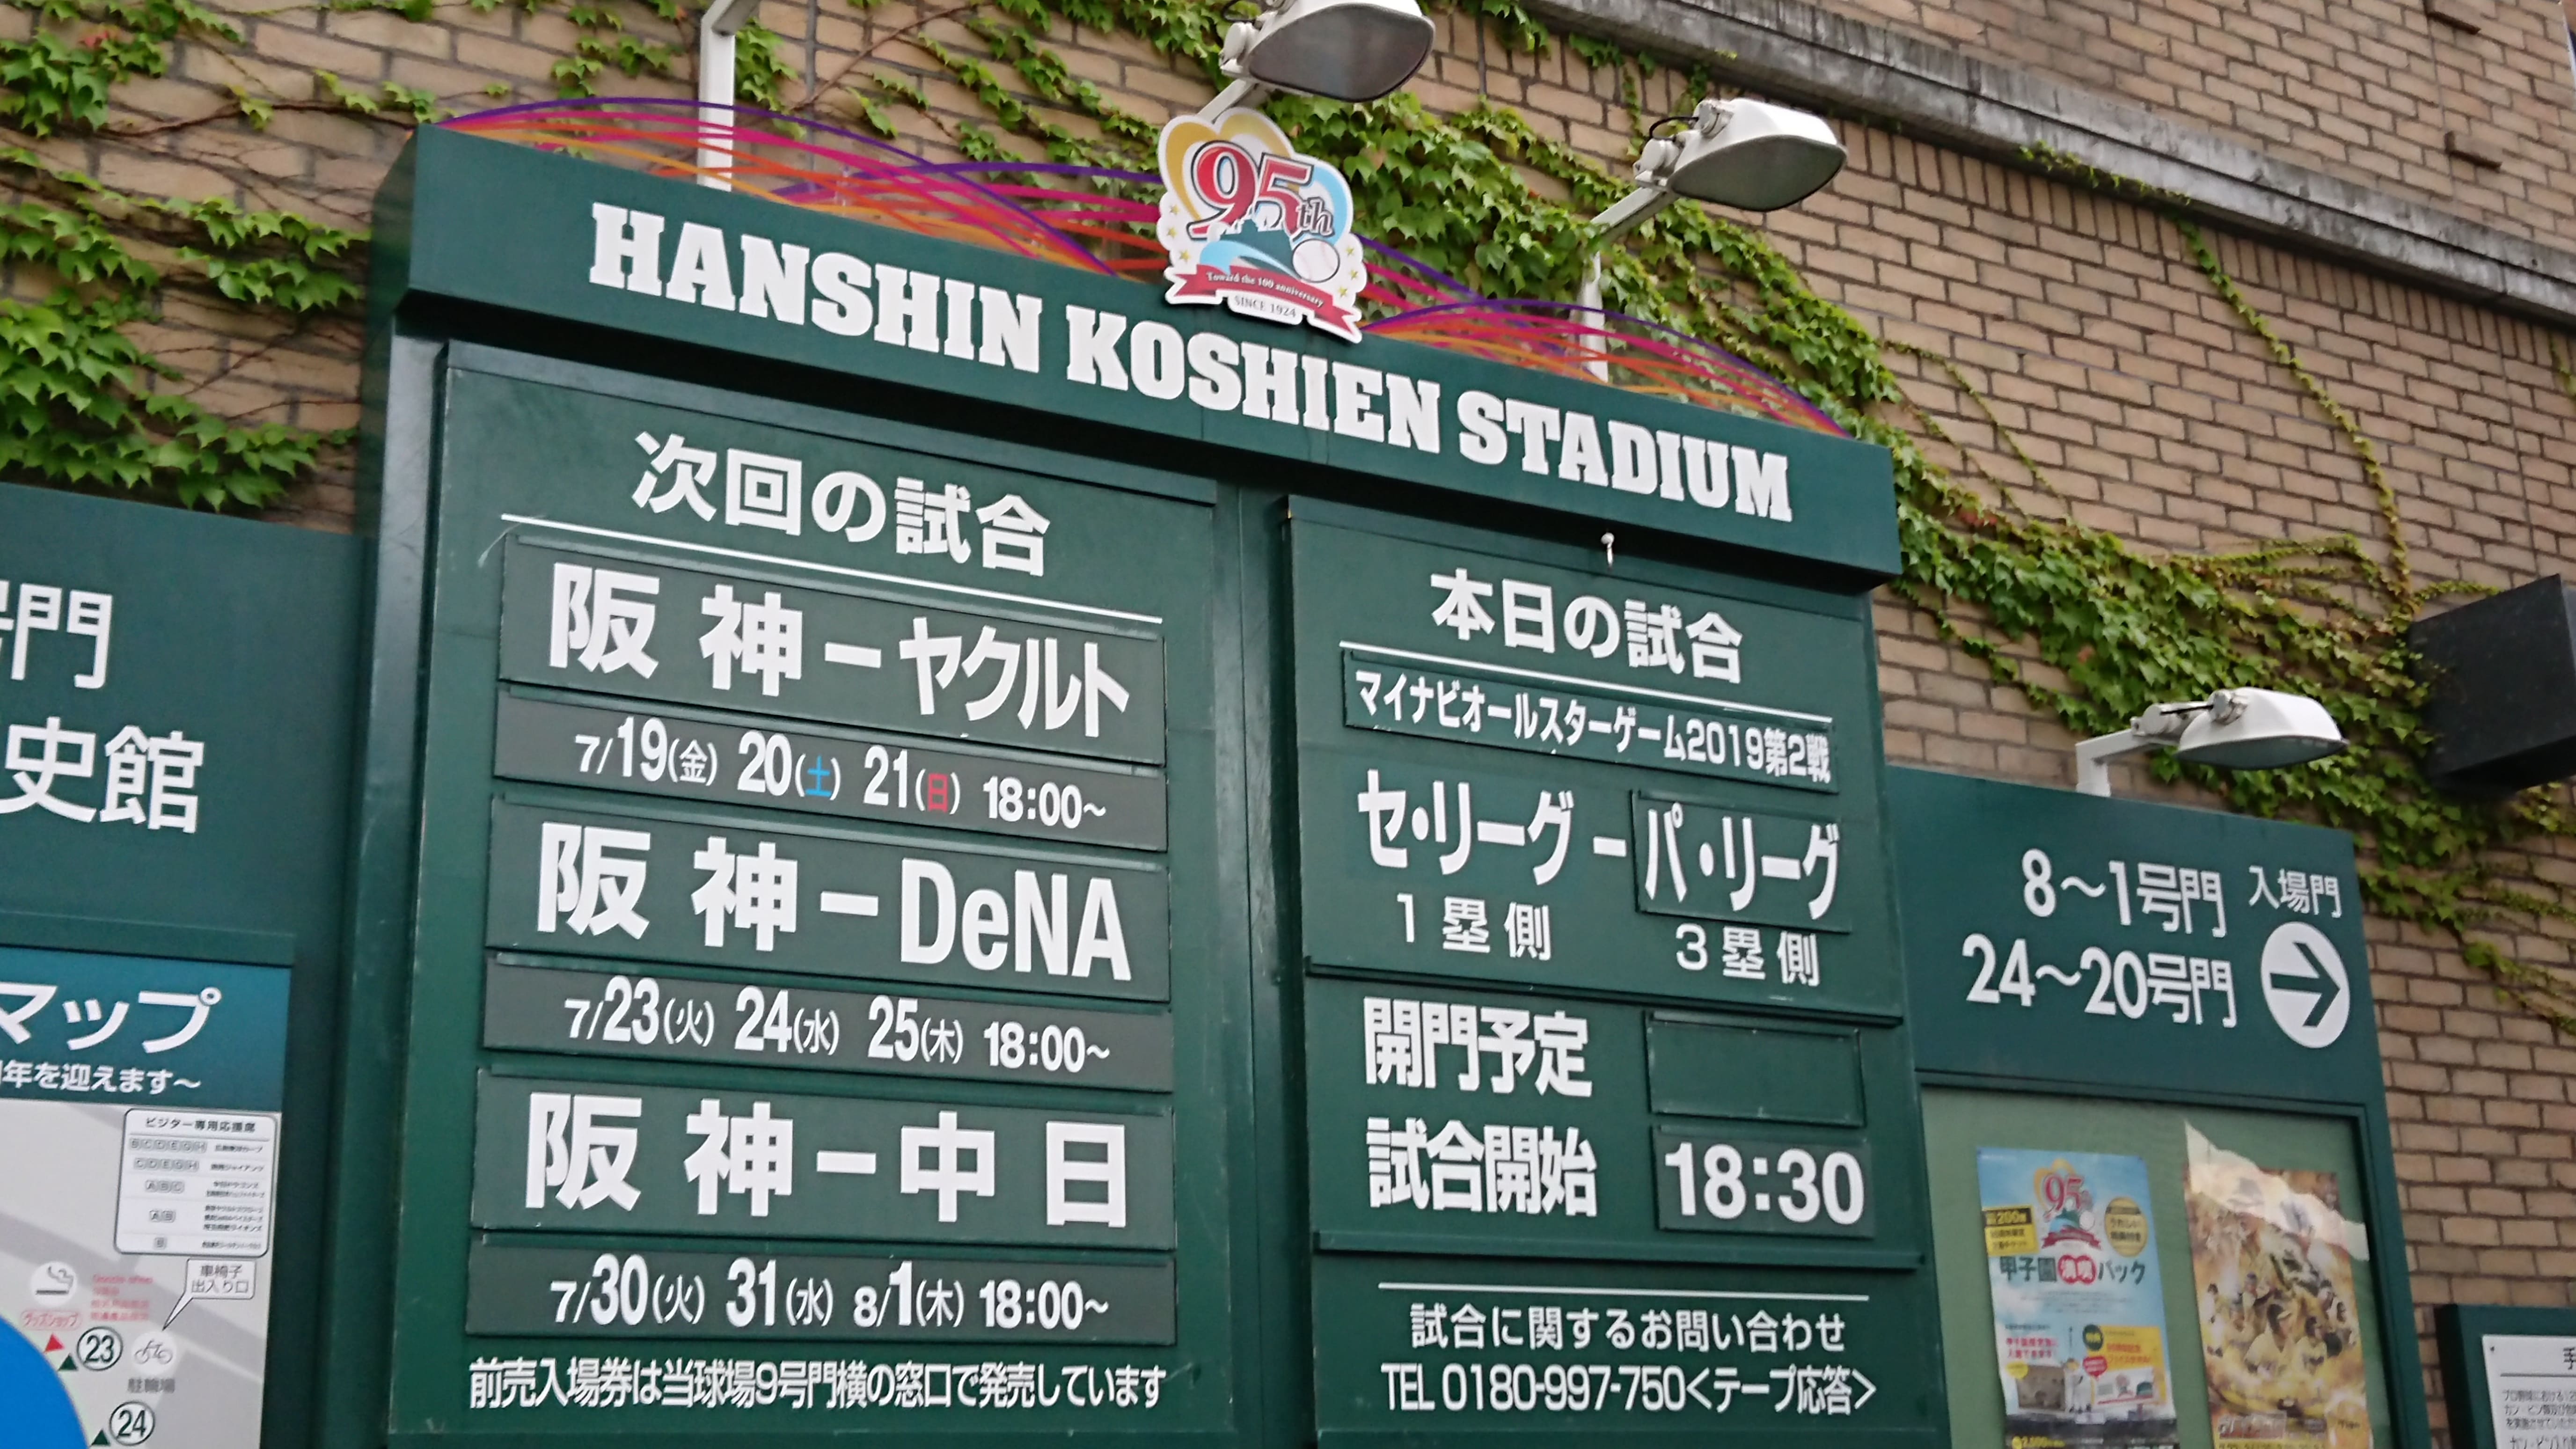 95th
Toward the 100 anniversary
SINCE 1924
HANSHIN KOSHIEN STADIUM
次回の試合
阪神-ヤクルト
7/19(金) 20(土) 21(日) 18:00~
阪神-DeNA
7/23(火) 24(水) 25(木) 18:00~
阪神-中日
7/30(火) 31(水) 8/1(木) 18:00~
前売入場券は当球場9号門横の窓口で発売しています
本日の試合
マイナビオールスターゲーム2019第2戦
セ・リーグ-パ・リーグ
1塁側 3塁側
開門予定
試合開始 18:30
試合に関するお問い合わせ
TEL 0180-997-750<テープ応答>
号門
史館
マップ
年を迎えます~
ビジター専用応援席
車椅子
出入り口
グッズショップ
23
駐輪場
24
8~1号門 入場門
24~20号門
95th
甲子園満喫パック